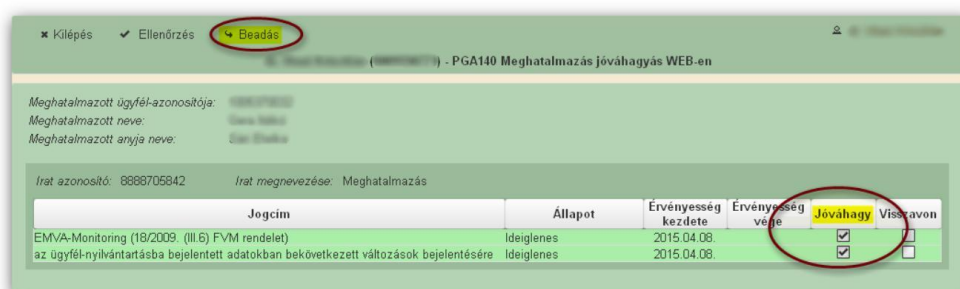 Kilépés Ellenőrzés Beadás
- PGA140 Meghatalmazás jóváhagyás WEB-en
Meghatalmazott ügyfél-azonosítója:
Meghatalmazott neve:
Meghatalmazott anyja neve:
Irat azonosító: 8888705842 Irat megnevezése: Meghatalmazás
Jogcím Állapot Érvényesség kezdete Érvényesség vége Jóváhagy Visszavon
EMVA-Monitoring (18/2009. (III.6) FVM rendelet) Ideiglenes 2015.04.08.
az ügyfél-nyilvántartásba bejelentett adatokban bekövetkezett változások bejelentésére Ideiglenes 2015.04.08.